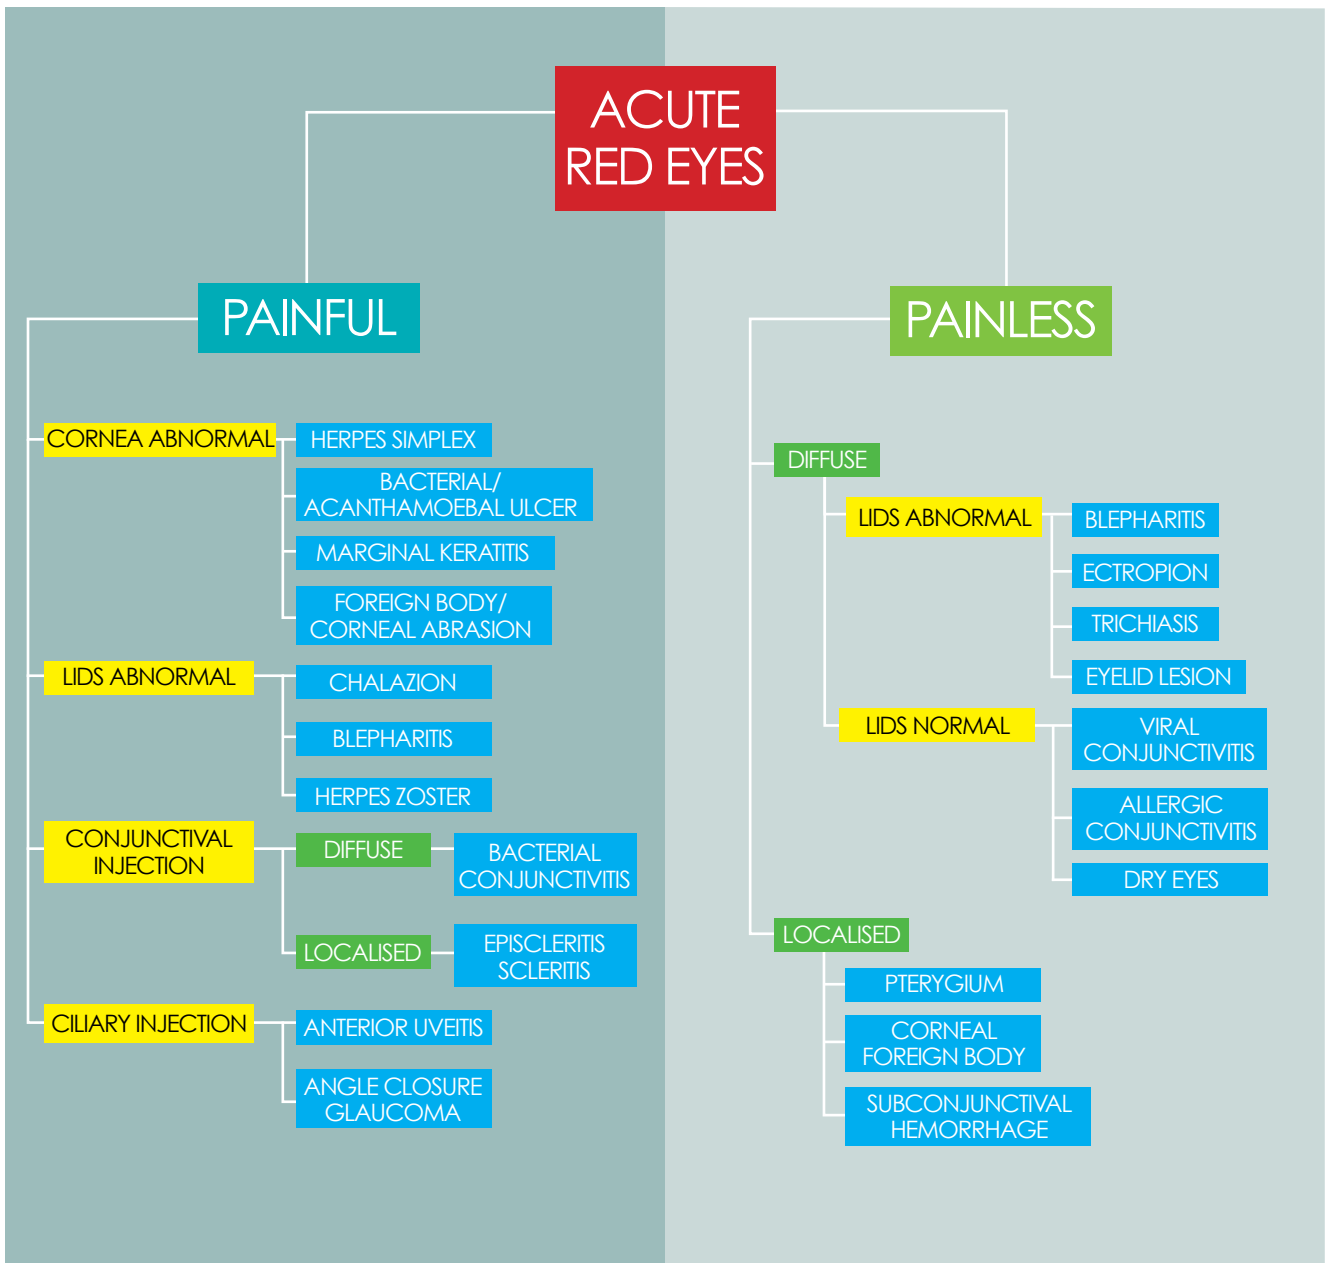 ACUTE
RED EYES
PAINFUL
CORNEA ABNORMAL
HERPES SIMPLEX
BACTERIAL/
ACANTHAMOEBAL ULCER
MARGINAL KERATITIS
FOREIGN BODY/
CORNEAL ABRASION
LIDS ABNORMAL
CHALAZION
BLEPHARITIS
HERPES ZOSTER
CONJUNCTIVAL
INJECTION
DIFFUSE
BACTERIAL
CONJUNCTIVITIS
LOCALISED
EPISCLERITIS
SCLERITIS
CILIARY INJECTION
ANTERIOR UVEITIS
ANGLE CLOSURE
GLAUCOMA
PAINLESS
DIFFUSE
LIDS ABNORMAL
BLEPHARITIS
ECTROPION
TRICHIASIS
EYELID LESION
LIDS NORMAL
VIRAL
CONJUNCTIVITIS
ALLERGIC
CONJUNCTIVITIS
DRY EYES
LOCALISED
PTERYGIUM
CORNEAL
FOREIGN BODY
SUBCONJUNCTIVAL
HEMORRHAGE